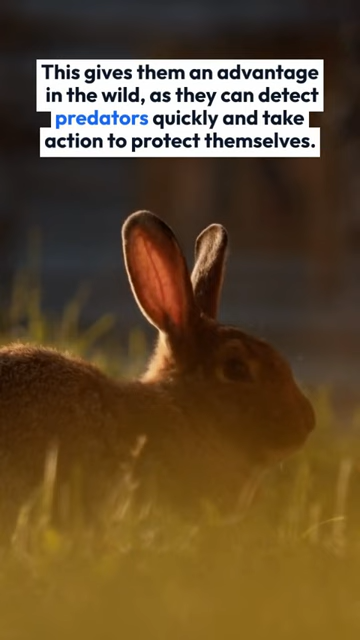 This gives them an advantage
in the wild, as they can detect
predators quickly and take
action to protect themselves.